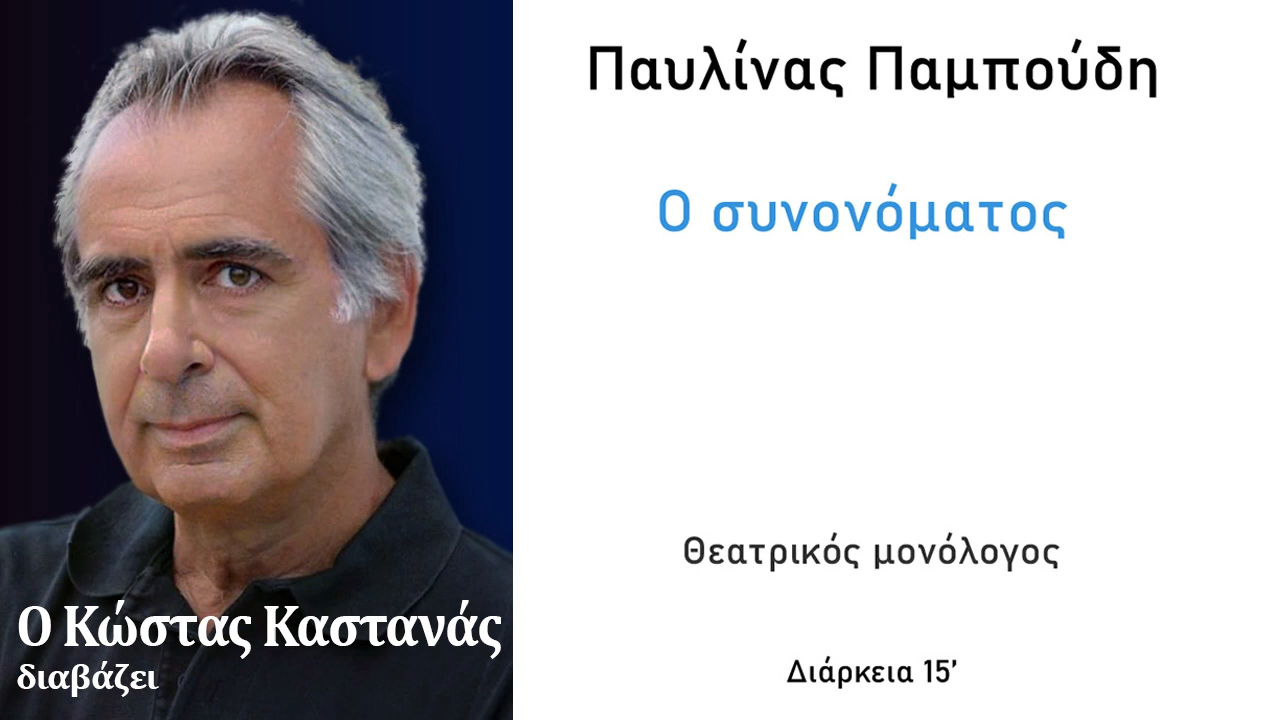 Παυλίνας Παμπούδη
Ο συνονόματος
Θεατρικός μονόλογος
Διάρκεια 15’
Ο Κώστας Καστανάς
διαβάζει